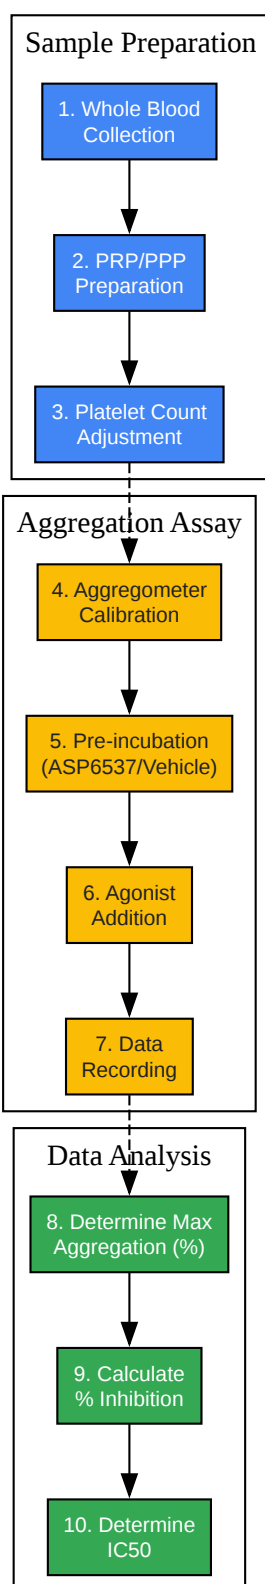 Sample Preparation
1. Whole Blood
Collection
2. PRP/PPP
Preparation
3. Platelet Count
Adjustment
Aggregation Assay
4. Aggregometer
Calibration
5. Pre-incubation
(ASP6537/Vehicle)
6. Agonist
Addition
7. Data
Recording
Data Analysis
8. Determine Max
Aggregation (%)
9. Calculate
% Inhibition
10. Determine
IC50